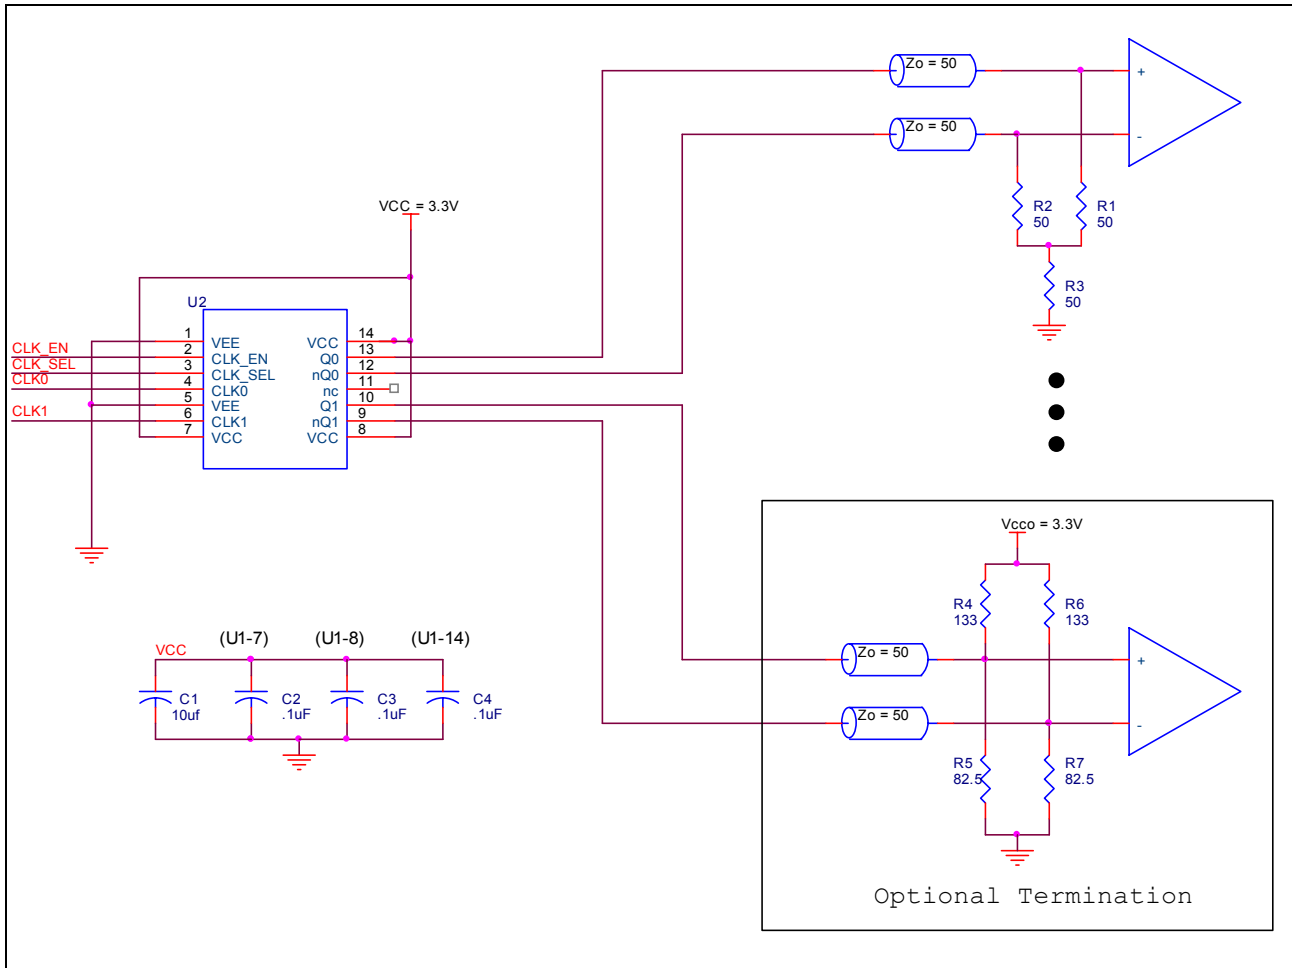 Zo = 50
+
Zo = 50
-
R2
50
R1
50
R3
50
VCC = 3.3V
U2
CLK_EN
CLK_SEL
CLK0
CLK1
1
2
3
4
5
6
7
VEE
CLK_EN
CLK_SEL
CLK0
VEE
CLK1
VCC
VCC
Q0
nQ0
nc
Q1
nQ1
VCC
14
13
12
11
10
9
8
Vcco = 3.3V
R4
133
R6
133
Zo = 50
+
Zo = 50
-
R5
82.5
R7
82.5
Optional Termination
VCC
(U1-7)
(U1-8)
(U1-14)
C1
10uf
C2
.1uF
C3
.1uF
C4
.1uF